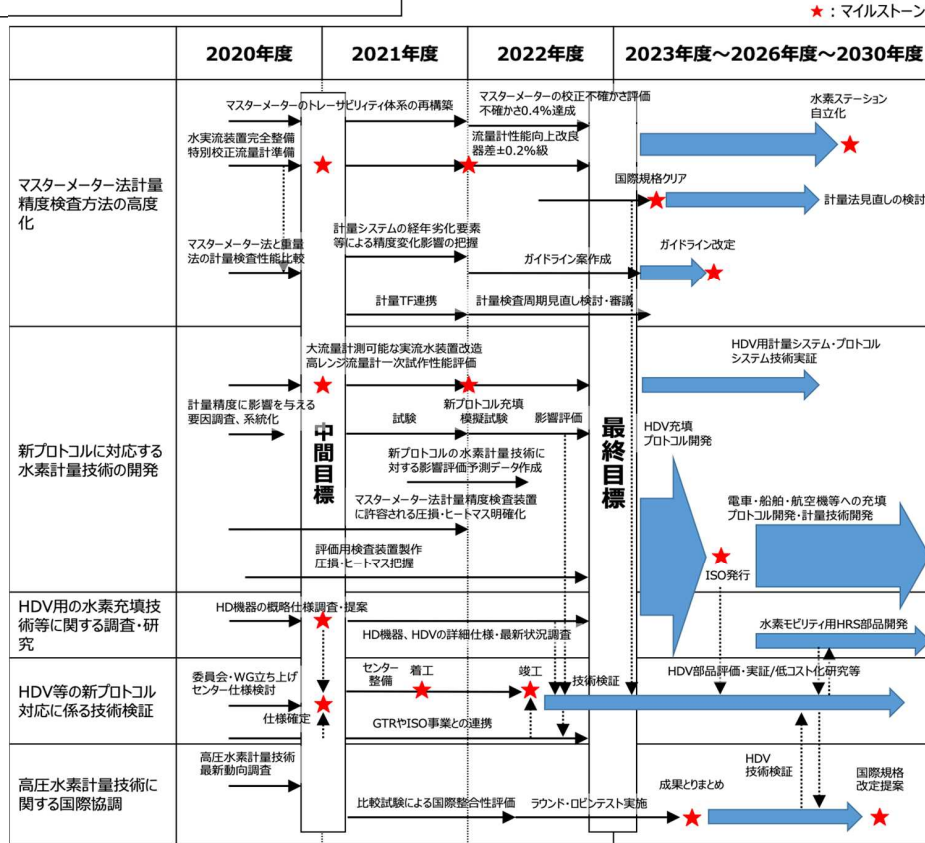 ★：マイルストーン
2020年度
2021年度
2022年度
2023年度～2026年度～2030年度
マスターメーター法計量
精度検査方法の高度
化
マスターメーターのトレーサビリティ体系の再構築
マスターメーターの校正不確かさ評価
不確かさ0.4%達成
水素ステーション
自立化
水実流装置完全整備
特別校正流量計準備
流量計性能向上改良
器差±0.2%級
国際規格クリア
計量法見直しの検討
計量システムの経年劣化要素
等による精度変化影響の把握
マスターメーター法と重量
法の計量検査性能比較
ガイドライン案作成
ガイドライン改定
計量TF連携
計量検査周期見直し検討・審議
中間目標
最終目標
新プロトコルに対応する
水素計量技術の開発
大流量計測可能な実流水装置改造
高レンジ流量計一次試作性能評価
HDV用計量システム・プロトコル
システム技術実証
計量精度に影響を与える
要因調査、系統化
試験
新プロトコル充填
模擬試験
影響評価
HDV充填
プロトコル開発
新プロトコルの水素計量技術に
対する影響評価予測データ作成
マスターメーター法計量精度検査装置
に許容される圧損・ヒートマス明確化
電車・船舶・航空機等への充填
プロトコル開発・計量技術開発
評価用検査装置製作
圧損・ヒートマス把握
ISO発行
HDV用の水素充填技
術等に関する調査・研
究
HD機器の概略仕様調査・提案
HD機器、HDVの詳細仕様・最新状況調査
水素モビリティ用HRS部品開発
HDV等の新プロトコル
対応に係る技術検証
委員会・WG立ち上げ
センター仕様検討
仕様確定
センター
整備
着工
竣工
技術検証
HDV部品評価・実証/低コスト化研究等
GTRやISO事業との連携
高圧水素計量技術に
関する国際協調
高圧水素計量技術
最新動向調査
比較試験による国際整合性評価
ラウンド・ロビンテスト実施
成果とりまとめ
HDV
技術検証
国際規格
改定提案